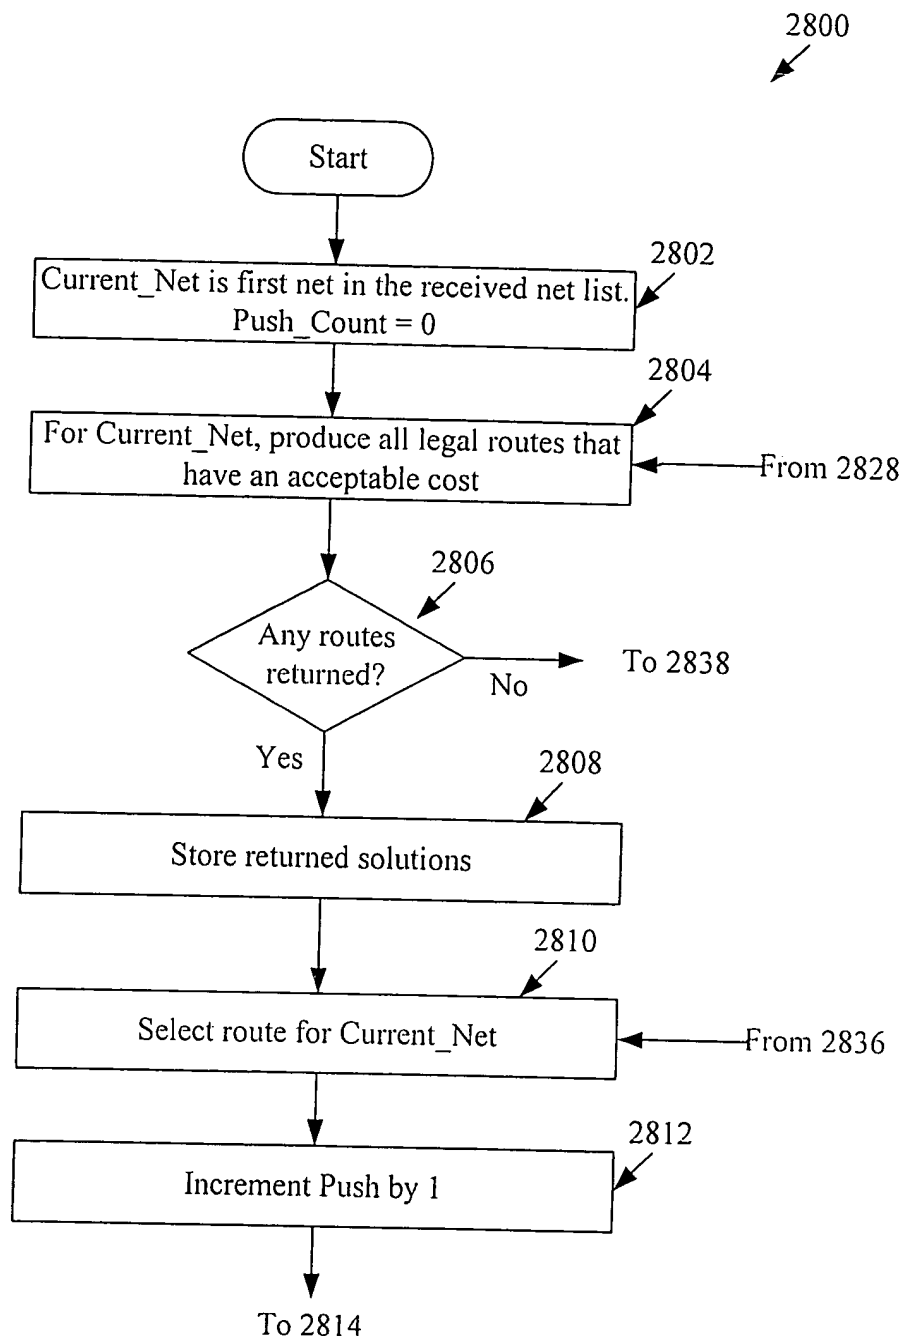 2800
Start
2802
Current_Net is first net in the received net list.
Push_Count = 0
2804
For Current_Net, produce all legal routes that
have an acceptable cost
From 2828
2806
Any routes
returned?
No
To 2838
Yes
2808
Store returned solutions
2810
Select route for Current_Net
From 2836
2812
Increment Push by 1
To 2814